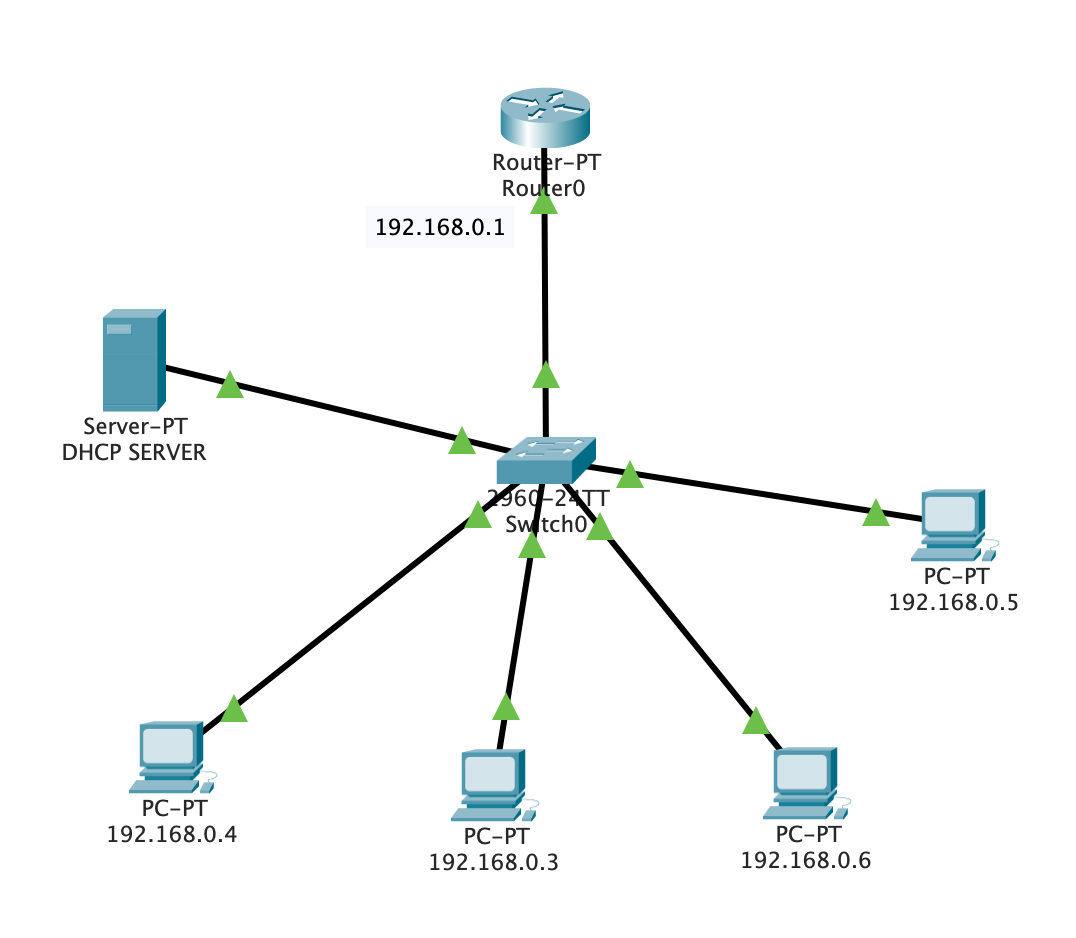 Router-PT
Router0
192.168.0.1
Server-PT
DHCP SERVER
2960-24TT
Switch0
PC-PT
192.168.0.5
PC-PT
192.168.0.4
PC-PT
192.168.0.3
PC-PT
192.168.0.6